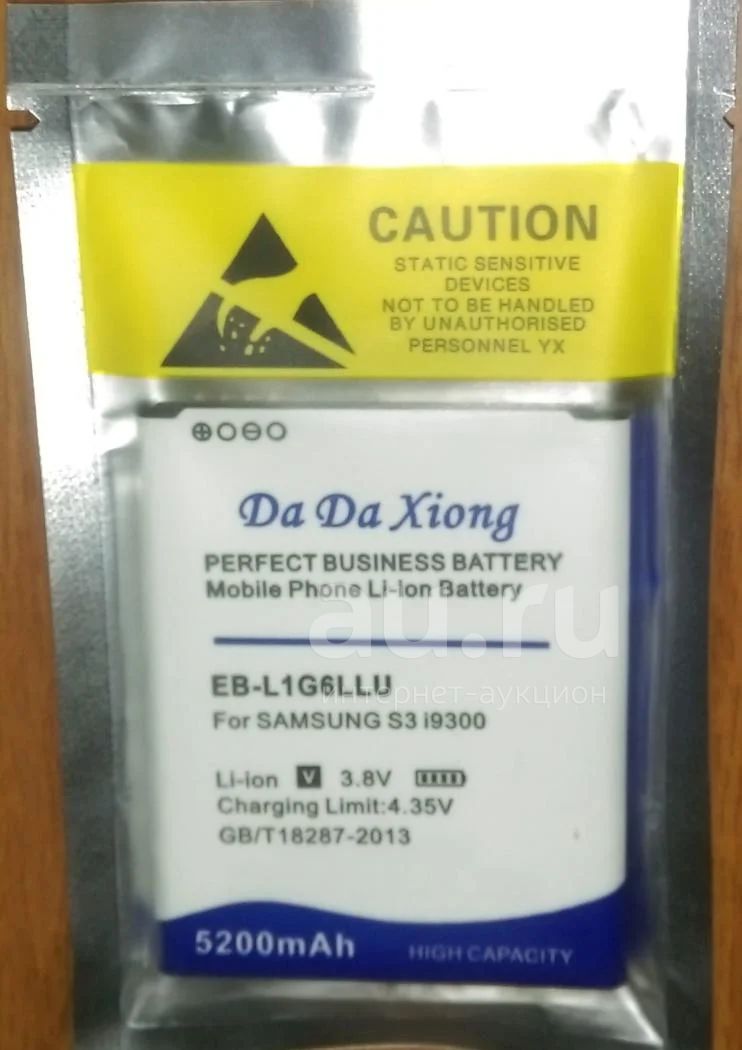 CAUTION
STATIC SENSITIVE
DEVICES
NOT TO BE HANDLED
BY UNAUTHORISED
PERSONNEL YX
Da Da Xiong
PERFECT BUSINESS BATTERY
Mobile Phone Li-ion Battery
au.ru
интернет-аукцион
EB-L1G6LLU
For SAMSUNG S3 i9300
Li-ion V 3.8V
Charging Limit:4.35V
GB/T18287-2013
5200mAh HIGH CAPACITY